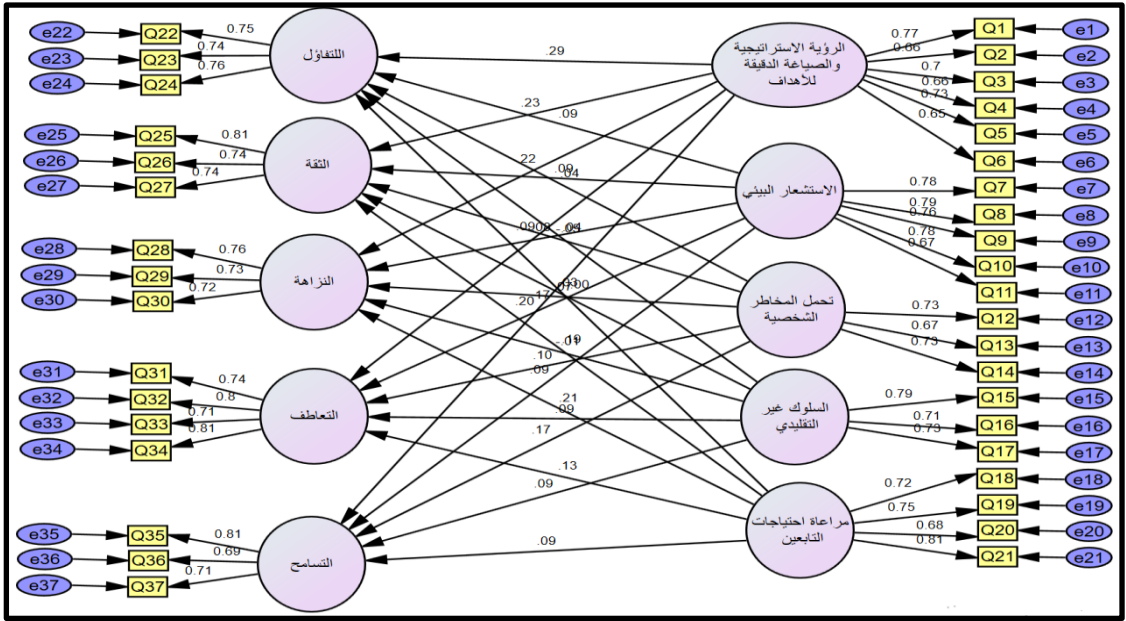 e22 Q22 0.75
e23 Q23 0.74
e24 Q24 0.76
اللتفاؤل
e25 Q25 0.81
e26 Q26 0.74
e27 Q27 0.74
الثقة
e28 Q28 0.76
e29 Q29 0.73
e30 Q30 0.72
النزاهة
e31 Q31 0.74
e32 Q32 0.8
e33 Q33 0.71
e34 Q34 0.81
التعاطف
e35 Q35 0.81
e36 Q36 0.69
e37 Q37 0.71
التسامح
.29
.23
.09
.22
.09
.04
.20
.10
.09
.21
.09
.17
.13
.09
.09
الرؤية الاستراتيجية
والصياغة الدقيقة
للأهداف
0.77 Q1 e1
0.66 Q2 e2
0.7 Q3 e3
0.66 Q4 e4
0.73 Q5 e5
0.65 Q6 e6
الاستشعار البيئي
0.78 Q7 e7
0.79 Q8 e8
0.76 Q9 e9
0.78 Q10 e10
0.67 Q11 e11
تحمل المخاطر
الشخصية
0.73 Q12 e12
0.67 Q13 e13
0.73 Q14 e14
السلوك غير
التقليدي
0.79 Q15 e15
0.71 Q16 e16
0.73 Q17 e17
مراعاة احتياجات
التابعين
0.72 Q18 e18
0.75 Q19 e19
0.68 Q20 e20
0.81 Q21 e21